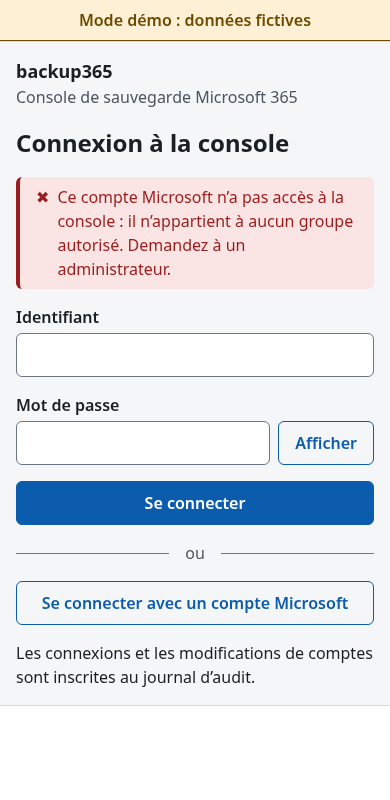 Mode démo : données fictives
backup365
Console de sauvegarde Microsoft 365
Connexion à la console
✖ Ce compte Microsoft n’a pas accès à la
console : il n’appartient à aucun groupe
autorisé. Demandez à un
administrateur.
Identifiant
Mot de passe
Afficher
Se connecter
ou
Se connecter avec un compte Microsoft
Les connexions et les modifications de comptes
sont inscrites au journal d’audit.